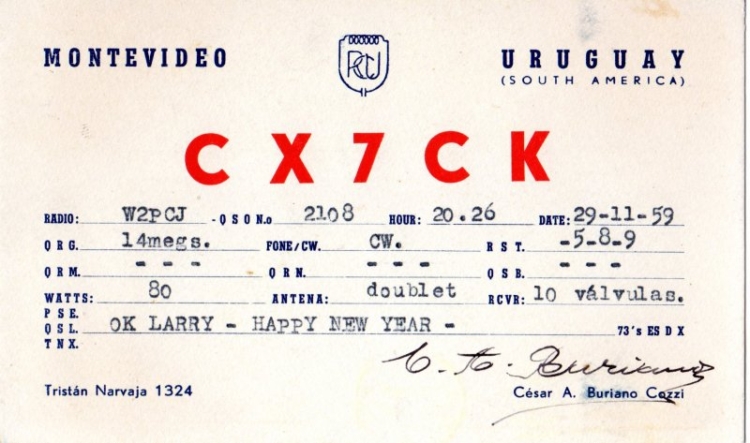 MONTEVIDEO
RCU
URUGUAY
(SOUTH AMERICA)
CX7CK
RADIO: W2PCJ - QSO N.o 2108 HOUR: 20.26 DATE: 29-11-59
QRG. 14megs. FONE/CW. CW. RST. -5-8-9
QRM. - - - QRN. - - - QSB. - - -
WATTS: 80 ANTENA: doublet RCVR: 10 válvulas.
PSE.
QSL. OK LARRY - HAPPY NEW YEAR - 73's ES DX
TNX.
C. A. Buriano
Tristán Narvaja 1324 César A. Buriano Cozzi